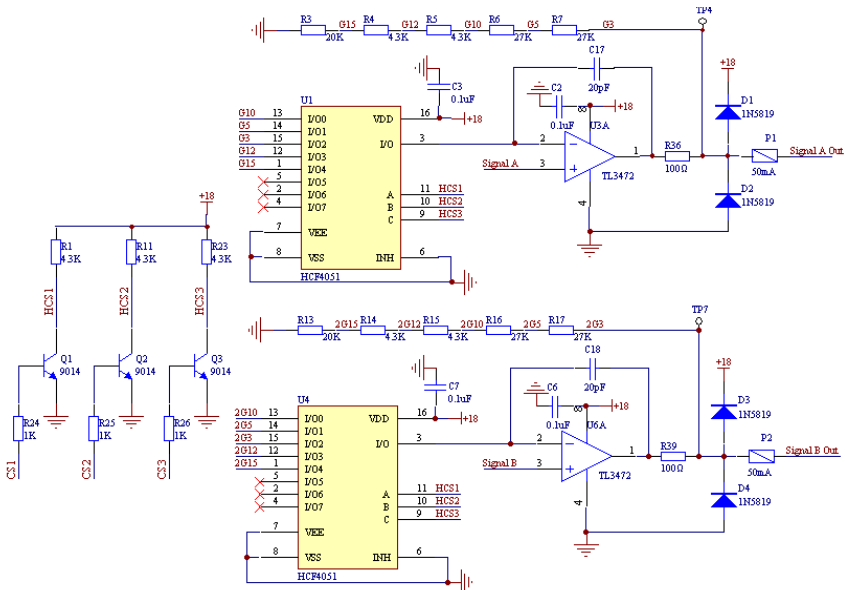 TP4
R3 G15 R4 G12 R5 G10 R6 G5 R7 G3
20K 4.3K 4.3K 27K 27K
C17
20pF
+18
C3
0.1uF
+18
C2
0.1uF
8
+18
U3A
D1
1N5819
U1
G10 13 I/O0 VDD 16
G5 14 I/O1
G3 15 I/O2 I/O 3
G12 12 I/O3
G15 1 I/O4
5 I/O5
2 I/O6 A 11 HCS1
4 I/O7 B 10 HCS2
C 9 HCS3
7 VEE
8 VSS INH 6
HCF4051
2
Signal A 3
1
4
TL3472
R36
100Ω
P1
50mA
Signal A Out
D2
1N5819
+18
R1
4.3K
R11
4.3K
R23
4.3K
HCS1
HCS2
HCS3
Q1
9014
Q2
9014
Q3
9014
R24
1K
R25
1K
R26
1K
CS1
CS2
CS3
TP7
R13 2G15 R14 2G12 R15 2G10 R16 2G5 R17 2G3
20K 4.3K 4.3K 27K 27K
C18
20pF
+18
C7
0.1uF
+18
C6
0.1uF
8
+18
U6A
D3
1N5819
U4
2G10 13 I/O0 VDD 16
2G5 14 I/O1
2G3 15 I/O2 I/O 3
2G12 12 I/O3
2G15 1 I/O4
5 I/O5
2 I/O6 A 11 HCS1
4 I/O7 B 10 HCS2
C 9 HCS3
7 VEE
8 VSS INH 6
HCF4051
2
Signal B 3
1
4
TL3472
R39
100Ω
P2
50mA
Signal B Out
D4
1N5819